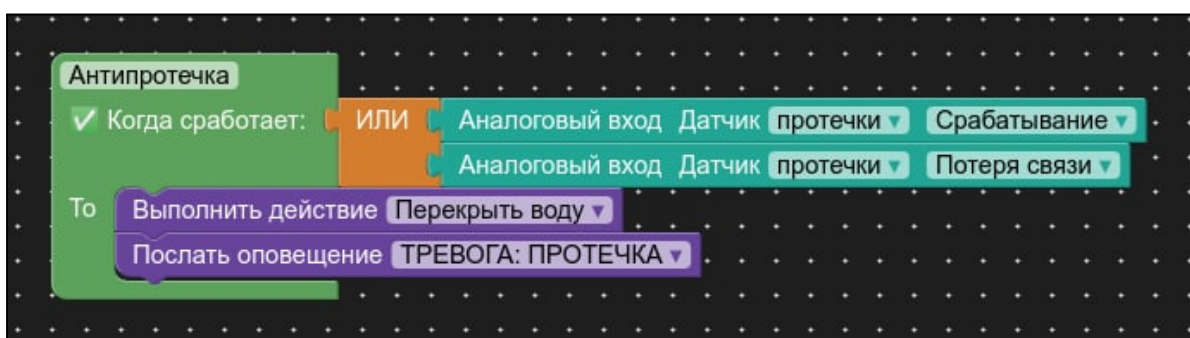 Антипротечка
Когда сработает: ИЛИ Аналоговый вход Датчик протечки Срабатывание
Аналоговый вход Датчик протечки Потеря связи
То Выполнить действие Перекрыть воду
Послать оповещение ТРЕВОГА: ПРОТЕЧКА